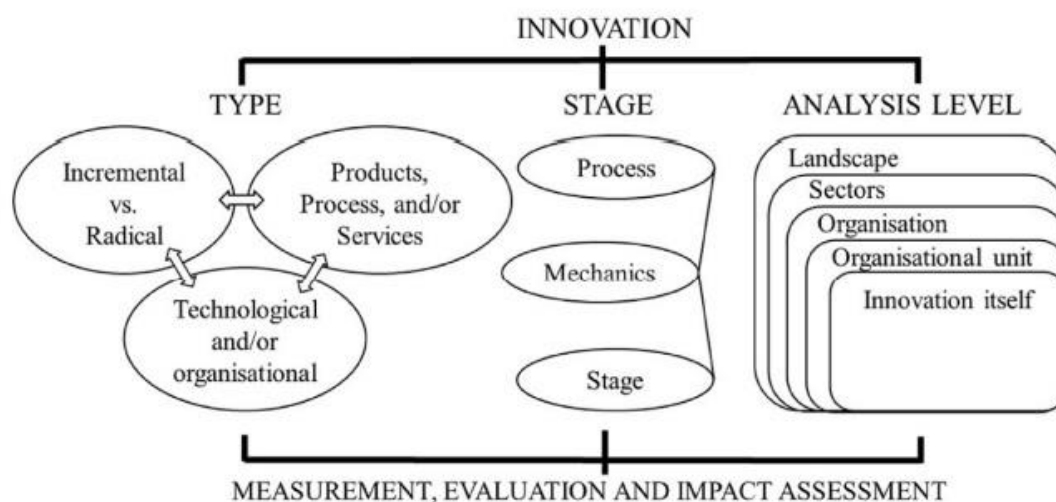 INNOVATION
TYPE
STAGE
ANALYSIS LEVEL
Incremental
vs.
Radical
Products,
Process, and/or
Services
Technological
and/or
organisational
Process
Mechanics
Stage
Landscape
Sectors
Organisation
Organisational unit
Innovation itself
MEASUREMENT, EVALUATION AND IMPACT ASSESSMENT